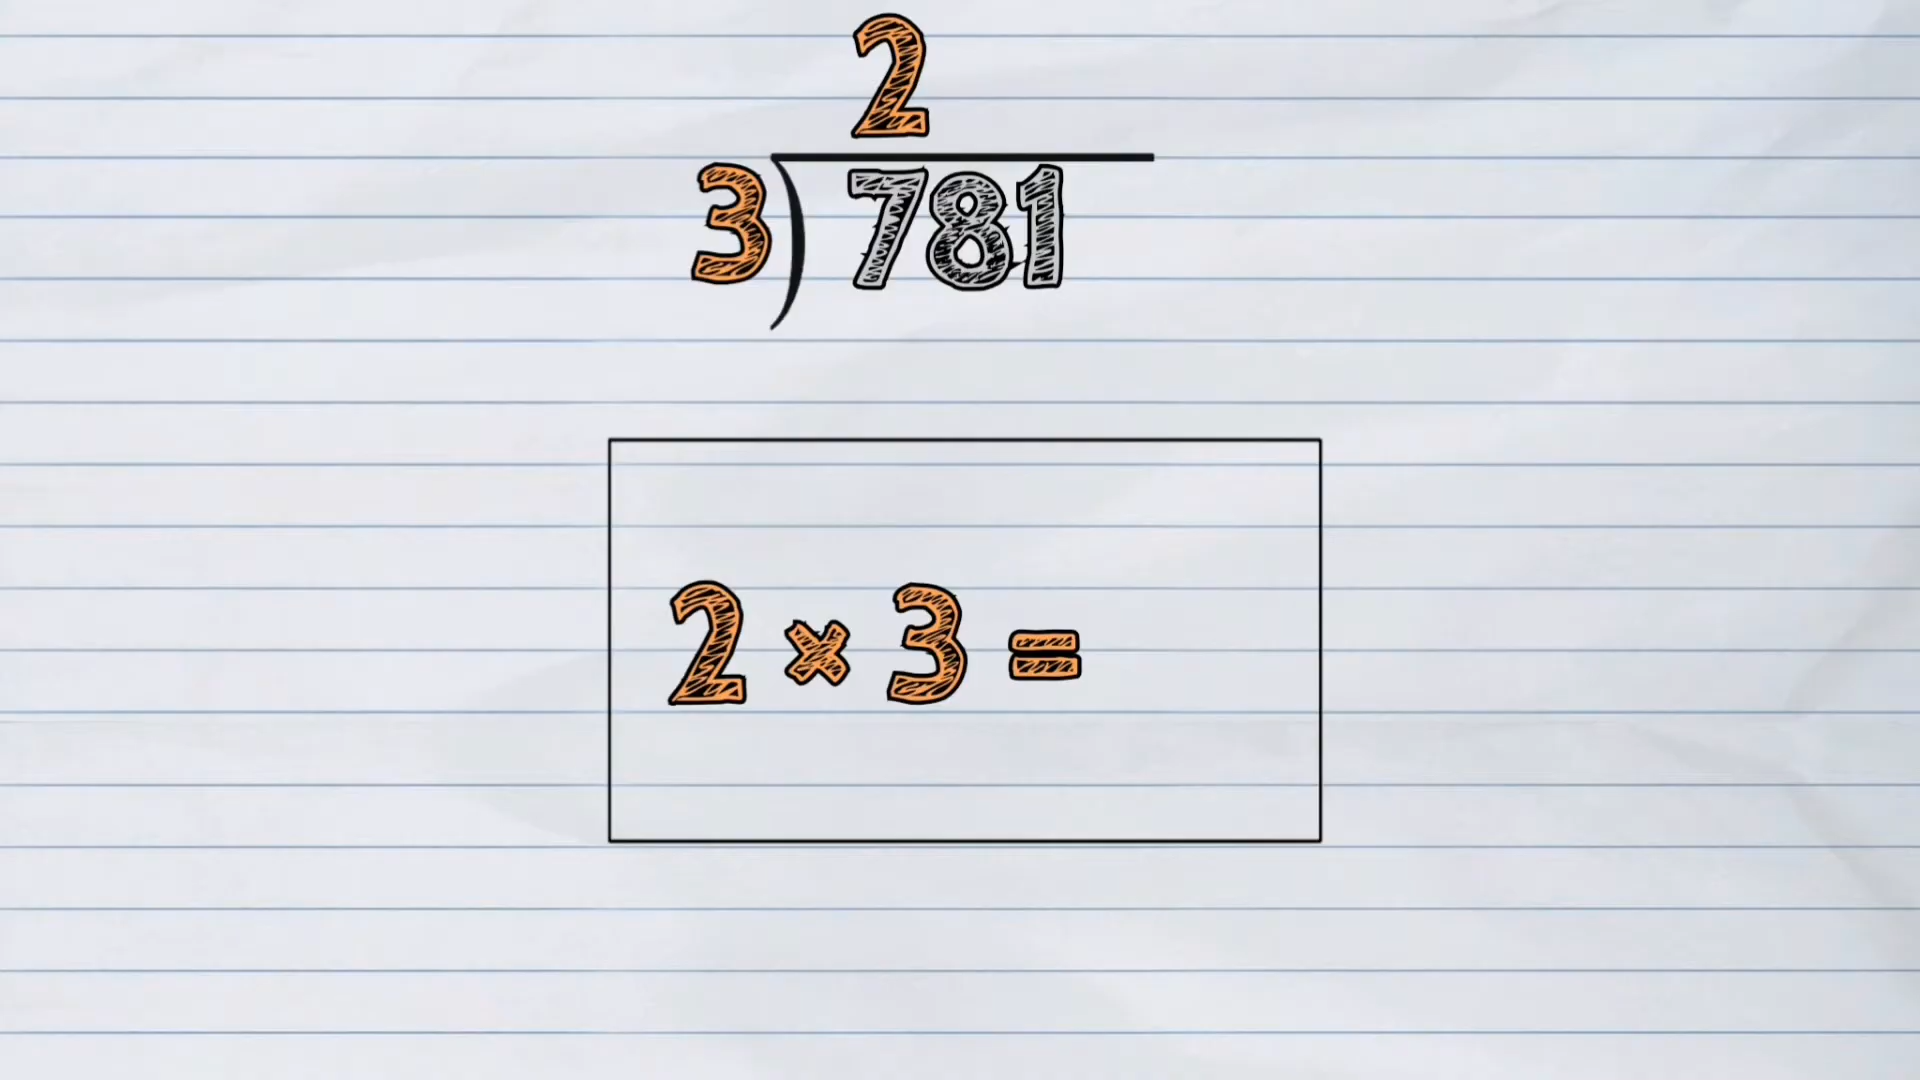 2
3)781
2 × 3 =